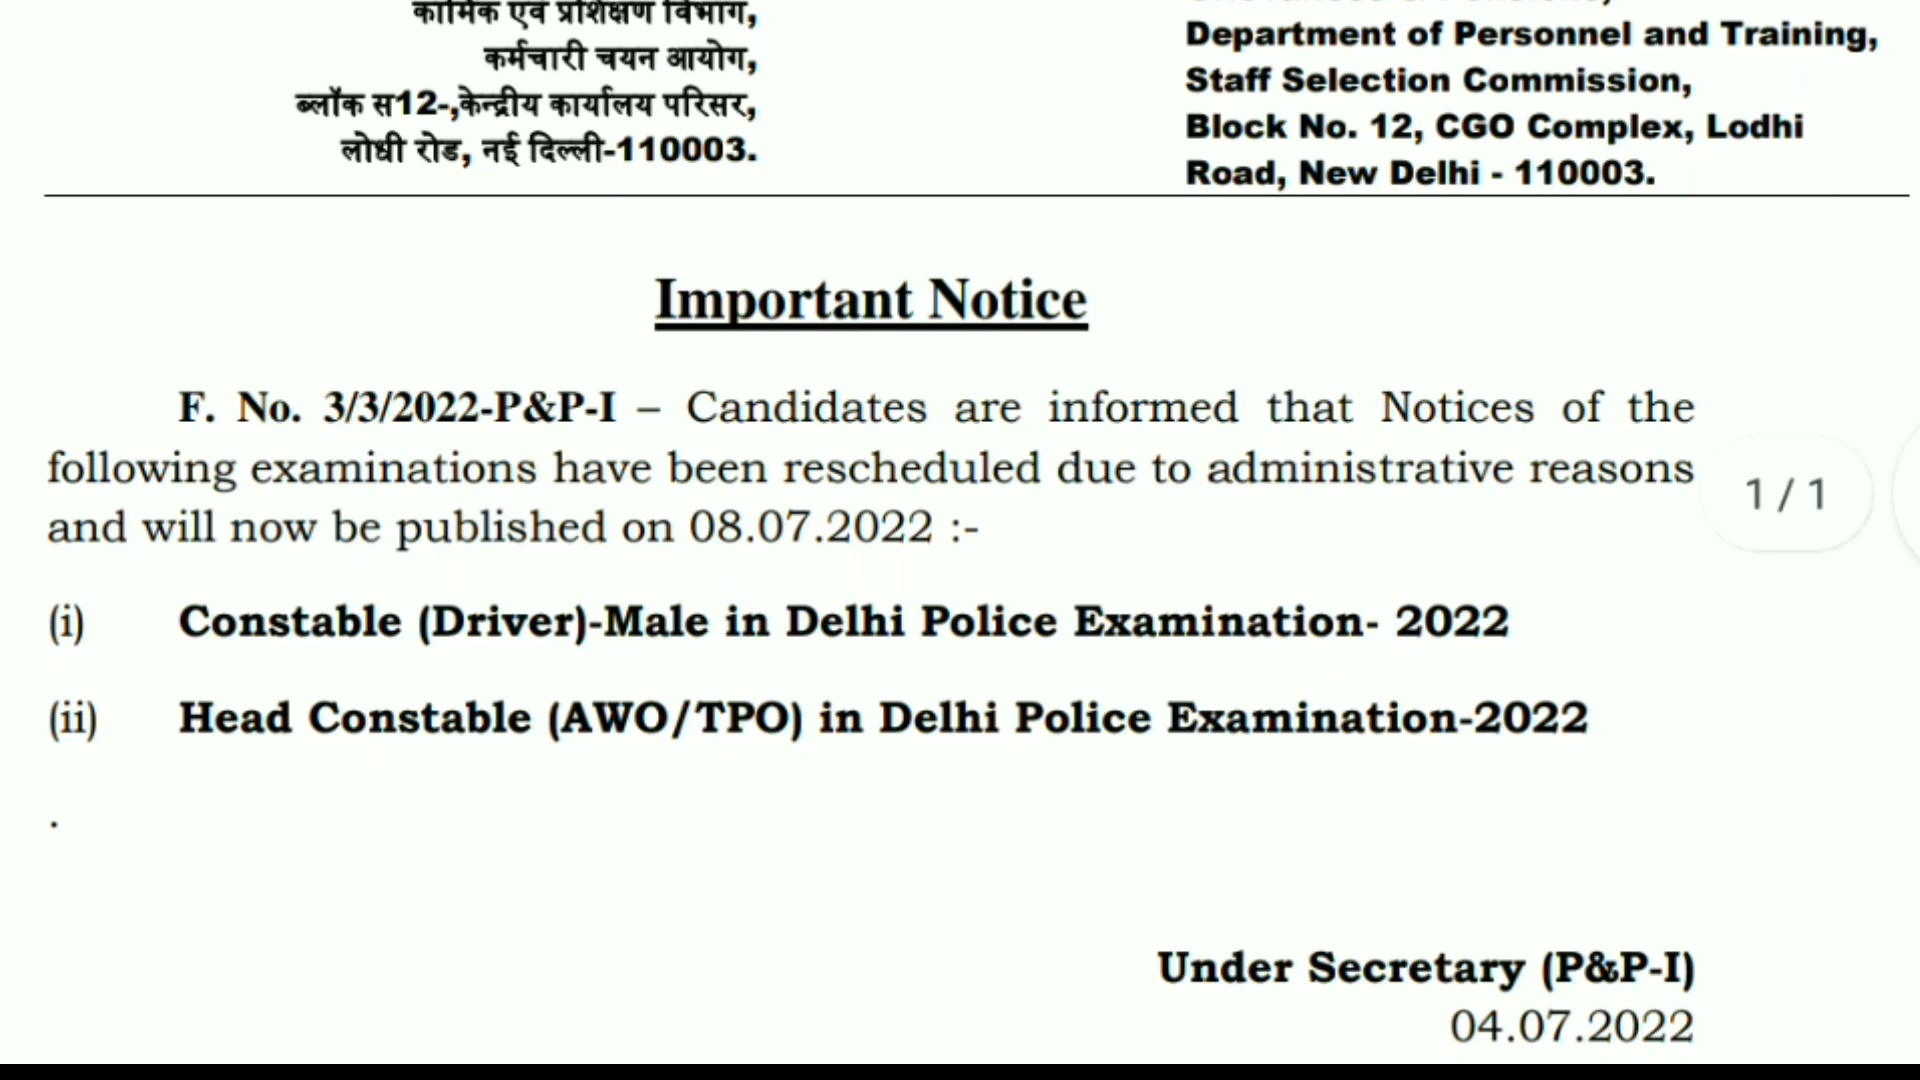 कार्मिक एवं प्रशिक्षण विभाग,
कर्मचारी चयन आयोग,
ब्लॉक स12-,केन्द्रीय कार्यालय परिसर,
लोधी रोड, नई दिल्ली-110003.
Department of Personnel and Training,
Staff Selection Commission,
Block No. 12, CGO Complex, Lodhi
Road, New Delhi - 110003.
Important Notice
F. No. 3/3/2022-P&P-I – Candidates are informed that Notices of the
following examinations have been rescheduled due to administrative reasons
and will now be published on 08.07.2022 :-
1 / 1
(i) Constable (Driver)-Male in Delhi Police Examination- 2022
(ii) Head Constable (AWO/TPO) in Delhi Police Examination-2022
.
Under Secretary (P&P-I)
04.07.2022